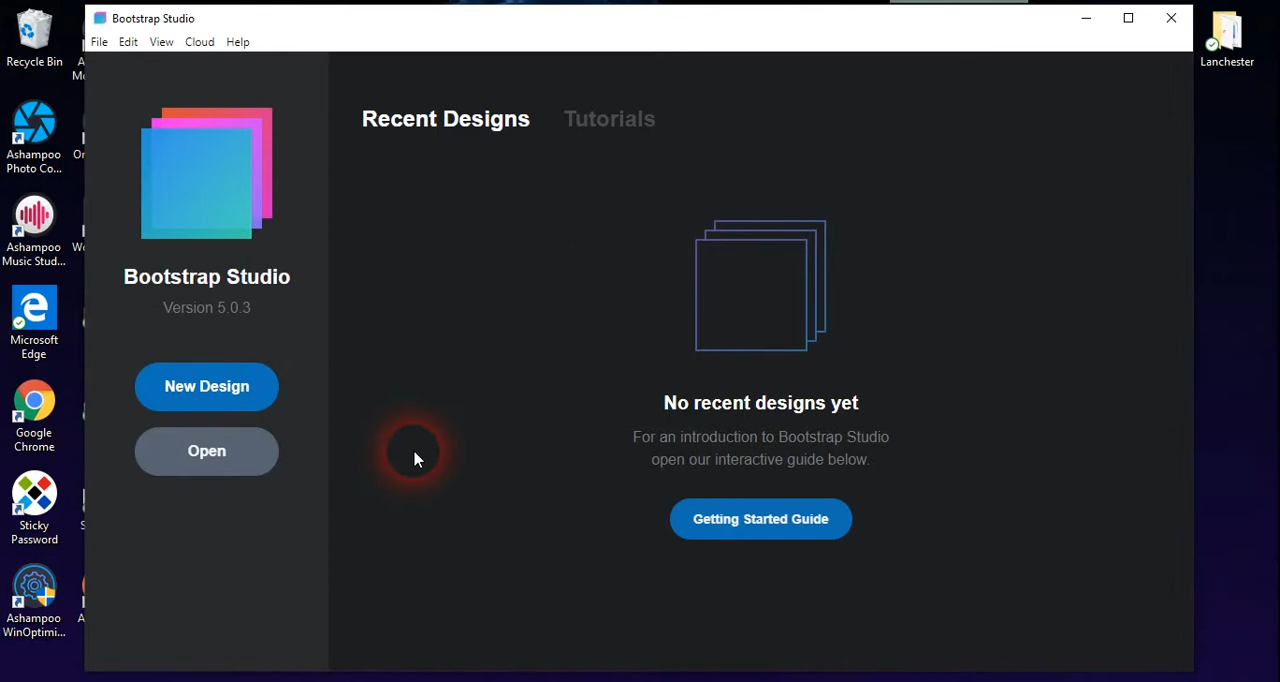 Bootstrap Studio
File Edit View Cloud Help
Recycle Bin
Ashampoo
Photo Co...
Ashampoo
Music Stud...
Microsoft
Edge
Google
Chrome
Sticky
Password
Ashampoo
WinOptimi...
Bootstrap Studio
Version 5.0.3
New Design
Open
Recent Designs Tutorials
No recent designs yet
For an introduction to Bootstrap Studio
open our interactive guide below.
Getting Started Guide
Lanchester